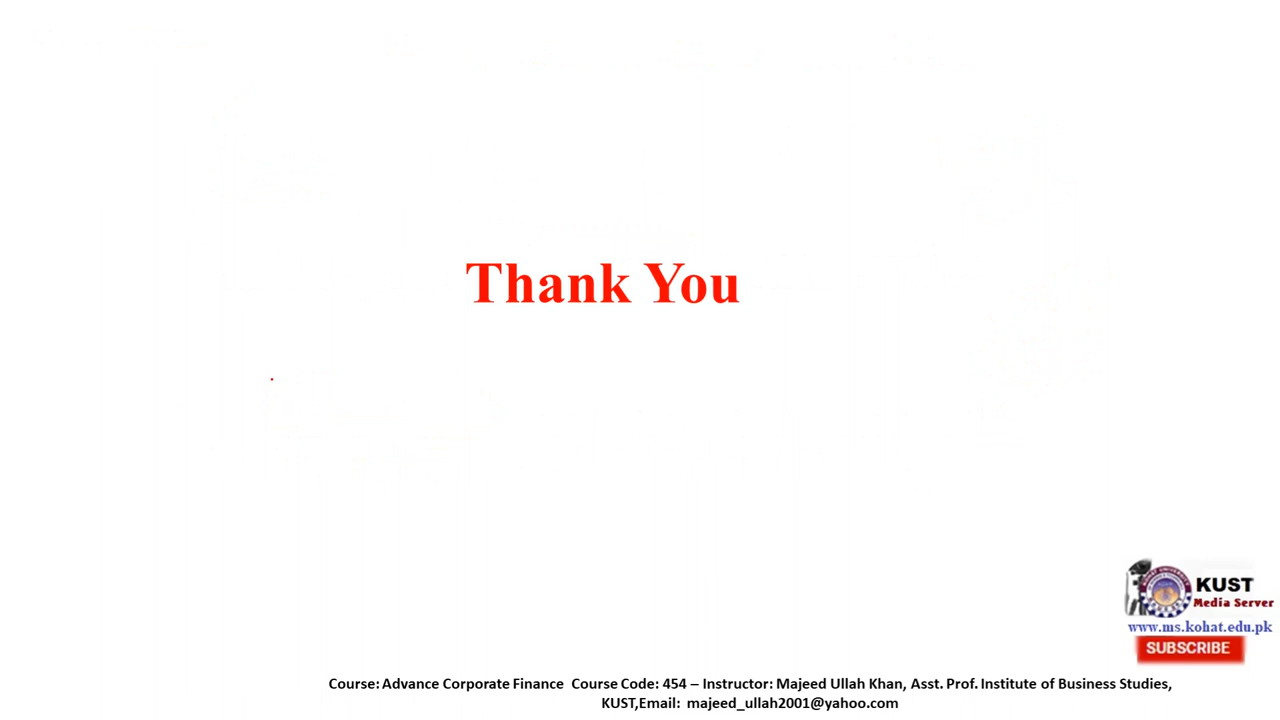 Thank You
KUST
Media Server
www.ms.kohat.edu.pk
SUBSCRIBE
Course: Advance Corporate Finance Course Code: 454 – Instructor: Majeed Ullah Khan, Asst. Prof. Institute of Business Studies,
KUST,Email: majeed_ullah2001@yahoo.com